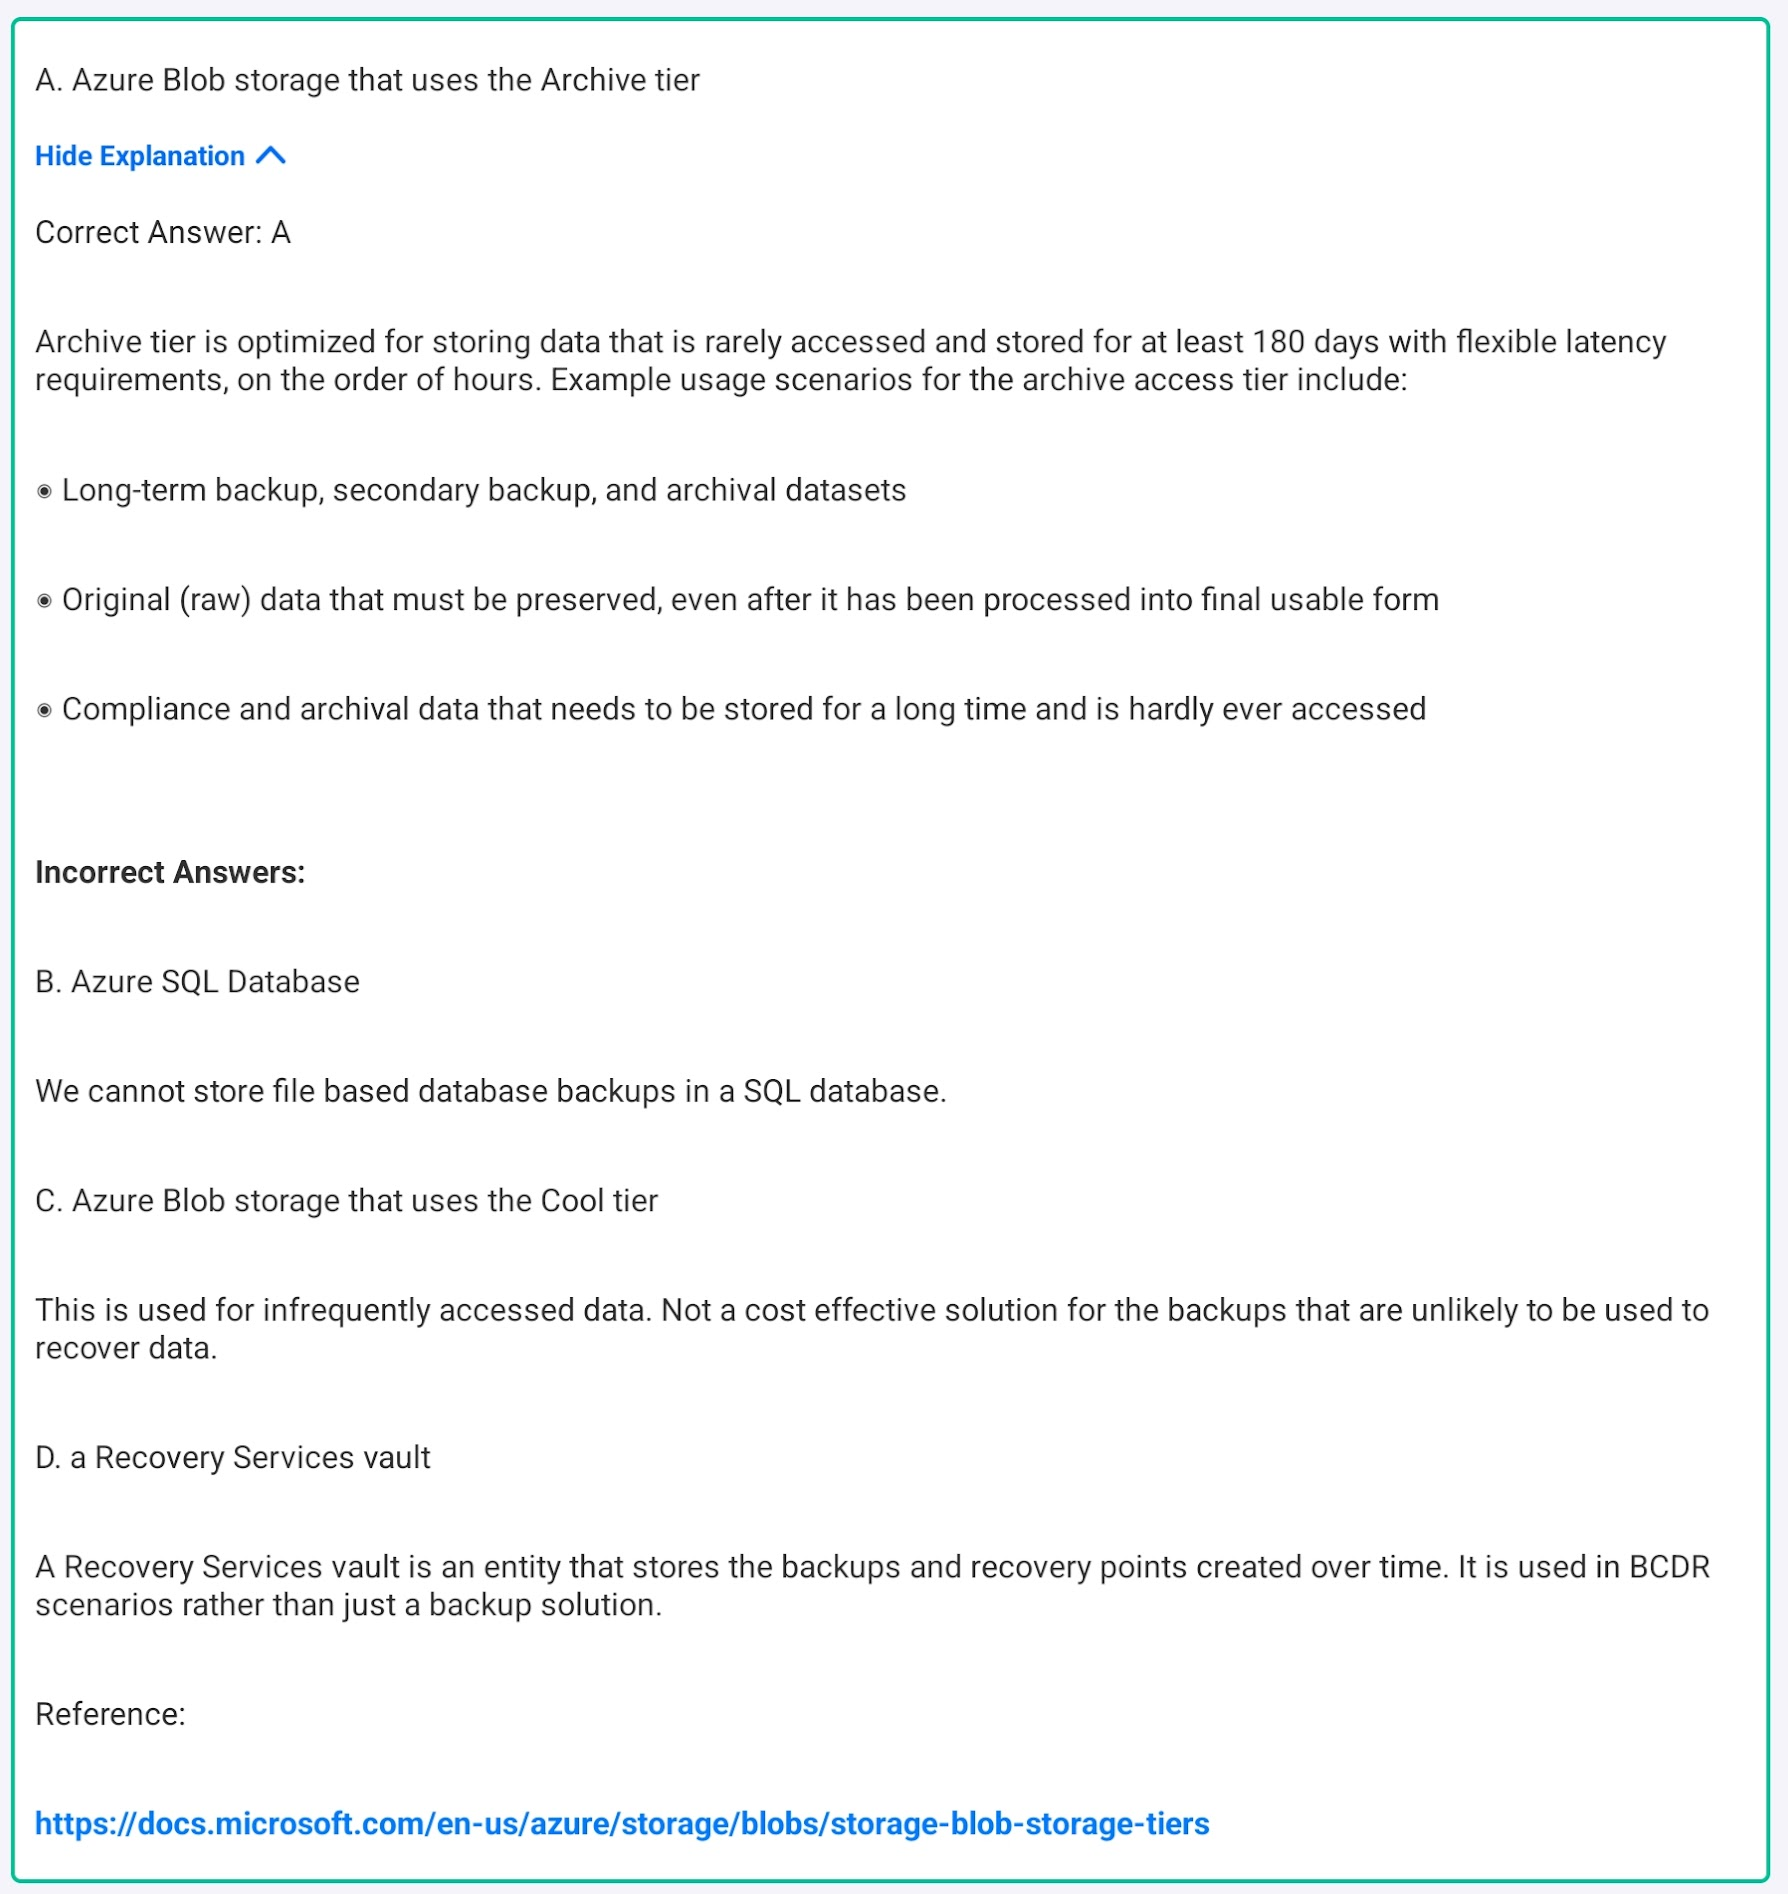 A. Azure Blob storage that uses the Archive tier
Hide Explanation
Correct Answer: A
Archive tier is optimized for storing data that is rarely accessed and stored for at least 180 days with flexible latency
requirements, on the order of hours. Example usage scenarios for the archive access tier include:
◉ Long-term backup, secondary backup, and archival datasets
◉ Original (raw) data that must be preserved, even after it has been processed into final usable form
◉ Compliance and archival data that needs to be stored for a long time and is hardly ever accessed
Incorrect Answers:
B. Azure SQL Database
We cannot store file based database backups in a SQL database.
C. Azure Blob storage that uses the Cool tier
This is used for infrequently accessed data. Not a cost effective solution for the backups that are unlikely to be used to
recover data.
D. a Recovery Services vault
A Recovery Services vault is an entity that stores the backups and recovery points created over time. It is used in BCDR
scenarios rather than just a backup solution.
Reference:
https://docs.microsoft.com/en-us/azure/storage/blobs/storage-blob-storage-tiers